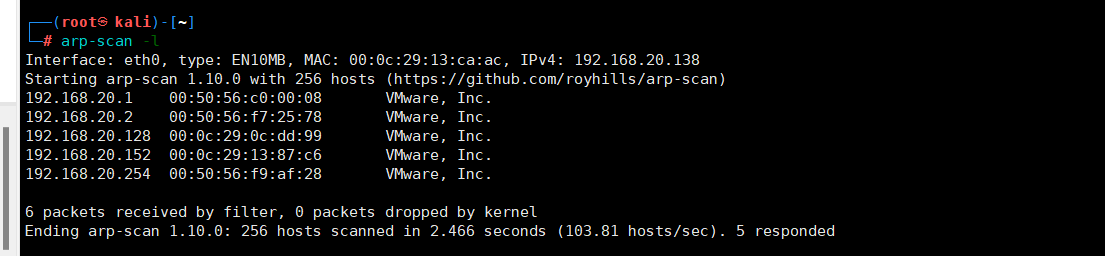 ┌──(root㉿ kali)-[~]
└─# arp-scan -l
Interface: eth0, type: EN10MB, MAC: 00:0c:29:13:ca:ac, IPv4: 192.168.20.138
Starting arp-scan 1.10.0 with 256 hosts (https://github.com/royhills/arp-scan)
192.168.20.1    00:50:56:c0:00:08       VMware, Inc.
192.168.20.2    00:50:56:f7:25:78       VMware, Inc.
192.168.20.128  00:0c:29:0c:dd:99       VMware, Inc.
192.168.20.152  00:0c:29:13:87:c6       VMware, Inc.
192.168.20.254  00:50:56:f9:af:28       VMware, Inc.
6 packets received by filter, 0 packets dropped by kernel
Ending arp-scan 1.10.0: 256 hosts scanned in 2.466 seconds (103.81 hosts/sec). 5 responded